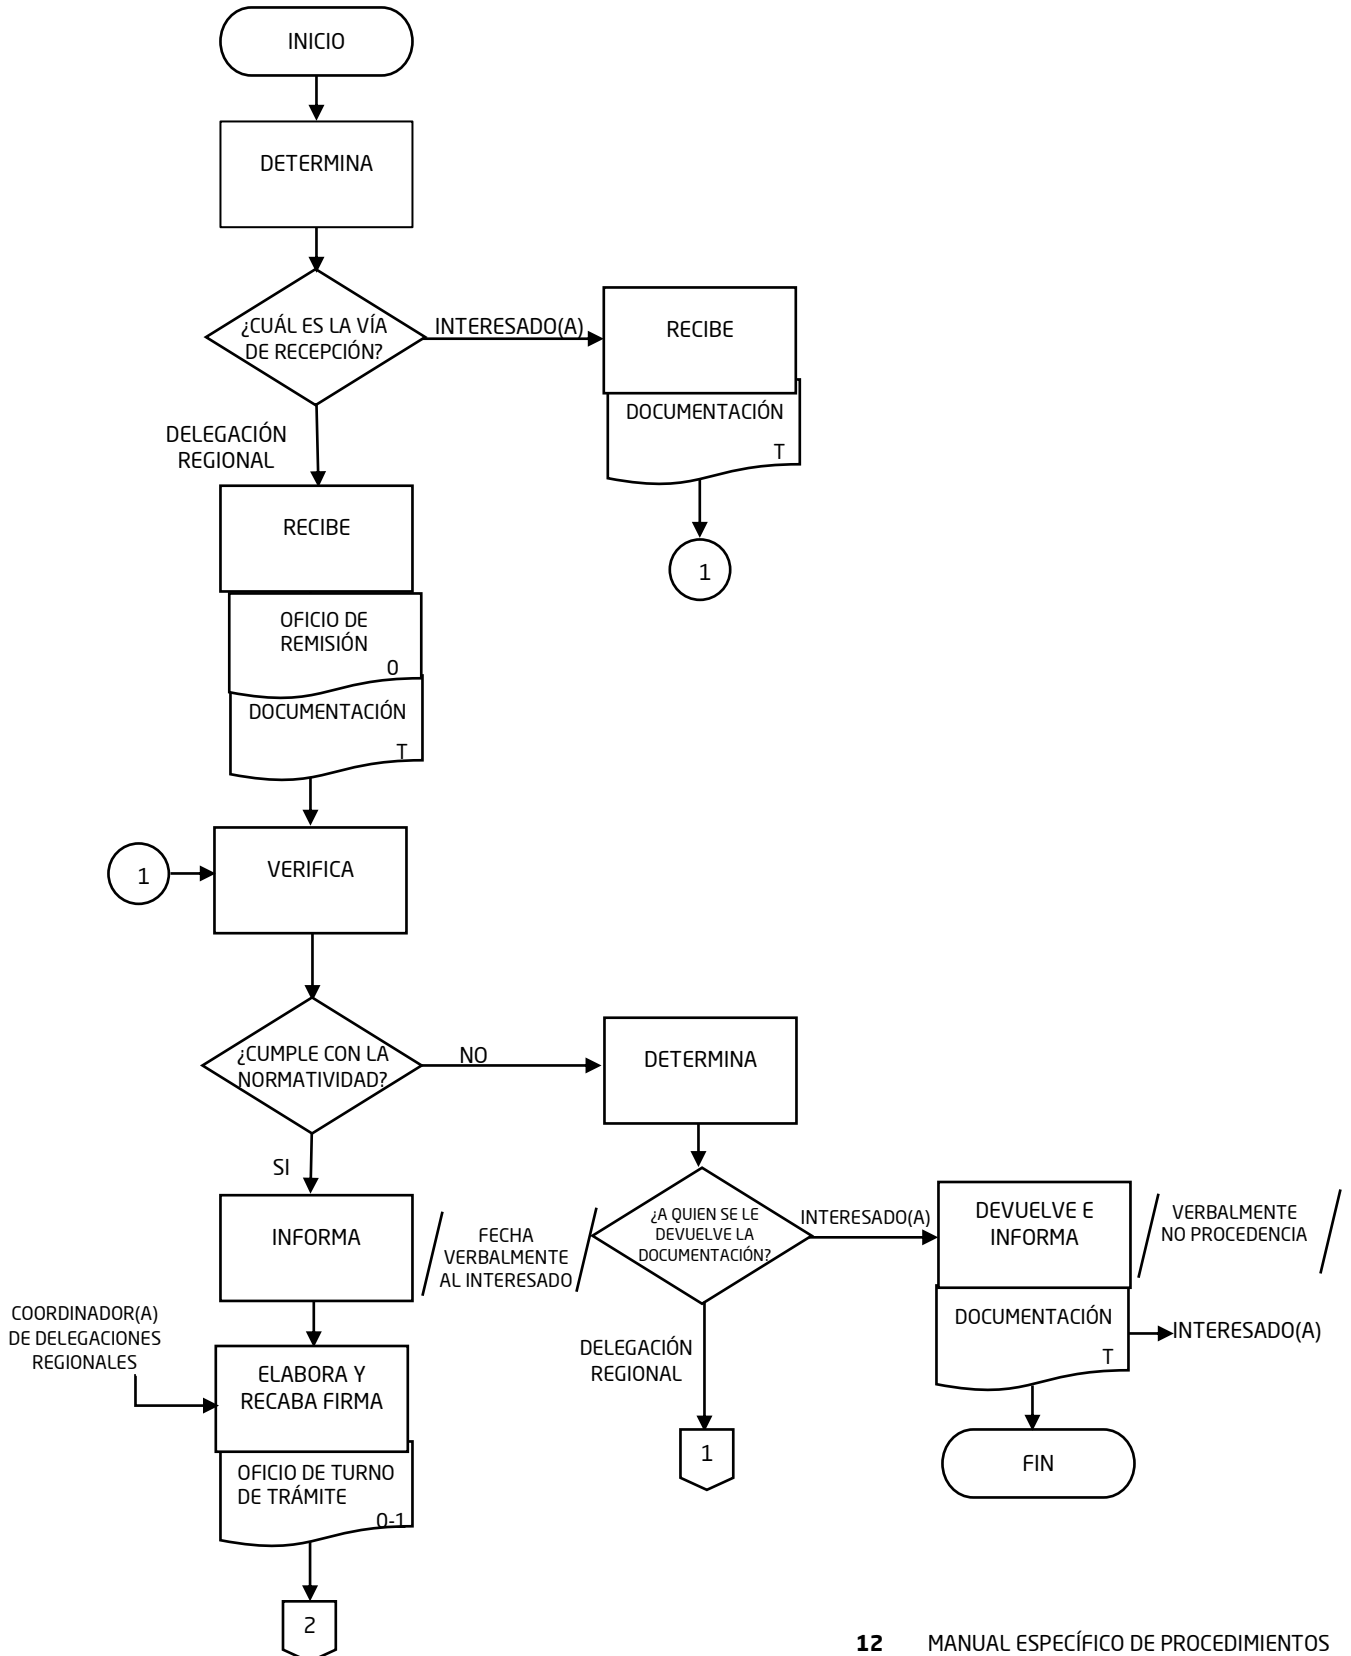 INICIO
DETERMINA
¿CUÁL ES LA VÍA
DE RECEPCIÓN?
INTERESADO(A)
RECIBE
DOCUMENTACIÓN
T
1
DELEGACIÓN
REGIONAL
RECIBE
OFICIO DE
REMISIÓN
0
DOCUMENTACIÓN
T
1
VERIFICA
¿CUMPLE CON LA
NORMATIVIDAD?
NO
DETERMINA
SI
INFORMA
FECHA
VERBALMENTE
AL INTERESADO
¿A QUIEN SE LE
DEVUELVE LA
DOCUMENTACIÓN?
INTERESADO(A)
DEVUELVE E
INFORMA
VERBALMENTE
NO PROCEDENCIA
DOCUMENTACIÓN
T
INTERESADO(A)
FIN
DELEGACIÓN
REGIONAL
1
COORDINADOR(A)
DE DELEGACIONES
REGIONALES
ELABORA Y
RECABA FIRMA
OFICIO DE TURNO
DE TRÁMITE
0-1
2
12 MANUAL ESPECÍFICO DE PROCEDIMIENTOS